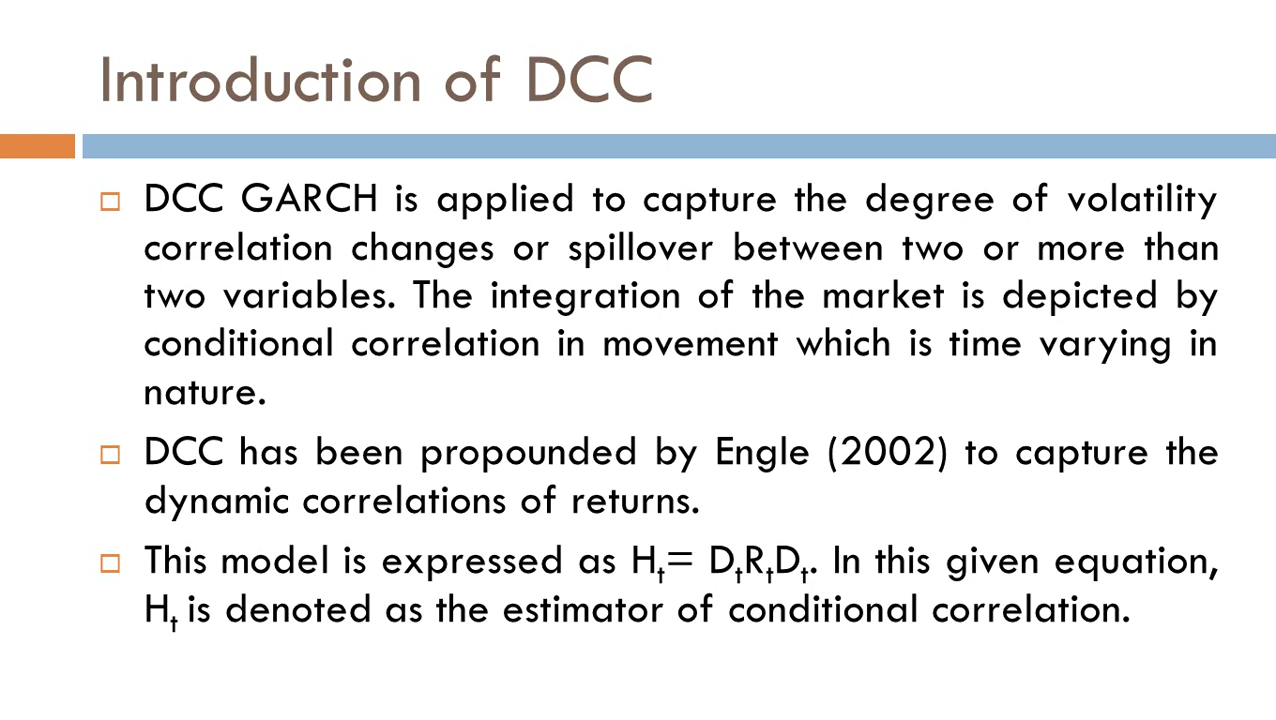 Introduction of DCC
DCC GARCH is applied to capture the degree of volatility
correlation changes or spillover between two or more than
two variables. The integration of the market is depicted by
conditional correlation in movement which is time varying in
nature.
DCC has been propounded by Engle (2002) to capture the
dynamic correlations of returns.
This model is expressed as Hₜ= DₜRₜDₜ. In this given equation,
Hₜ is denoted as the estimator of conditional correlation.